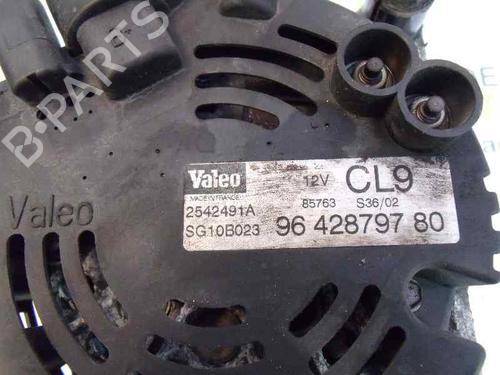 B-PARTS
Valeo
Valeo
12V
CL9
MADE IN FRANCE
2542491A
85763
S36/02
SG10B023
96 428797 80